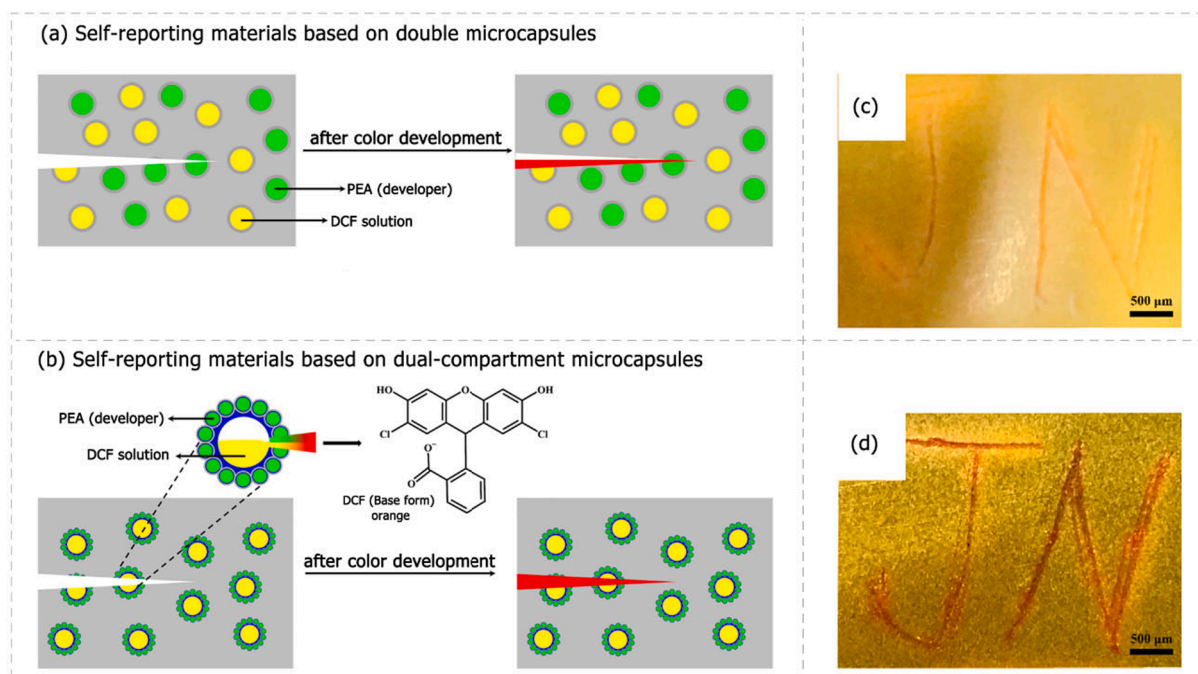 (a) Self-reporting materials based on double microcapsules
after color development
PEA (developer)
DCF solution
(c)
JN
500 μm
(b) Self-reporting materials based on dual-compartment microcapsules
PEA (developer)
DCF solution
HO
O
OH
Cl
Cl
O⁻
O
DCF (Base form)
orange
after color development
(d)
JN
500 μm